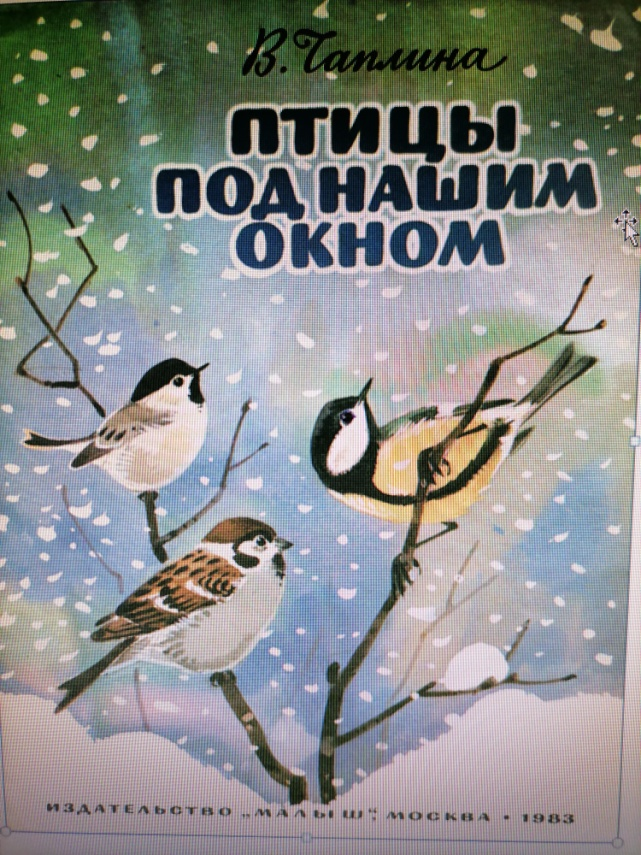 В. Чаплина
ПТИЦЫ
ПОД НАШИМ
ОКНОМ
ИЗДАТЕЛЬСТВО „МАЛЫШ“, МОСКВА • 1983